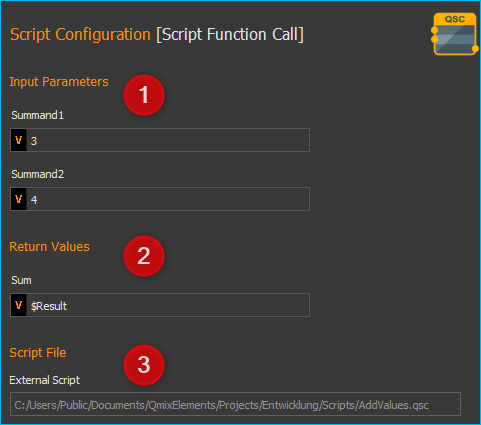 QSC
Script Configuration [Script Function Call]
Input Parameters
1
Summand1
V 3
Summand2
V 4
Return Values
2
Sum
V $Result
Script File
3
External Script
C:/Users/Public/Documents/QmixElements/Projects/Entwicklung/Scripts/AddValues.qsc